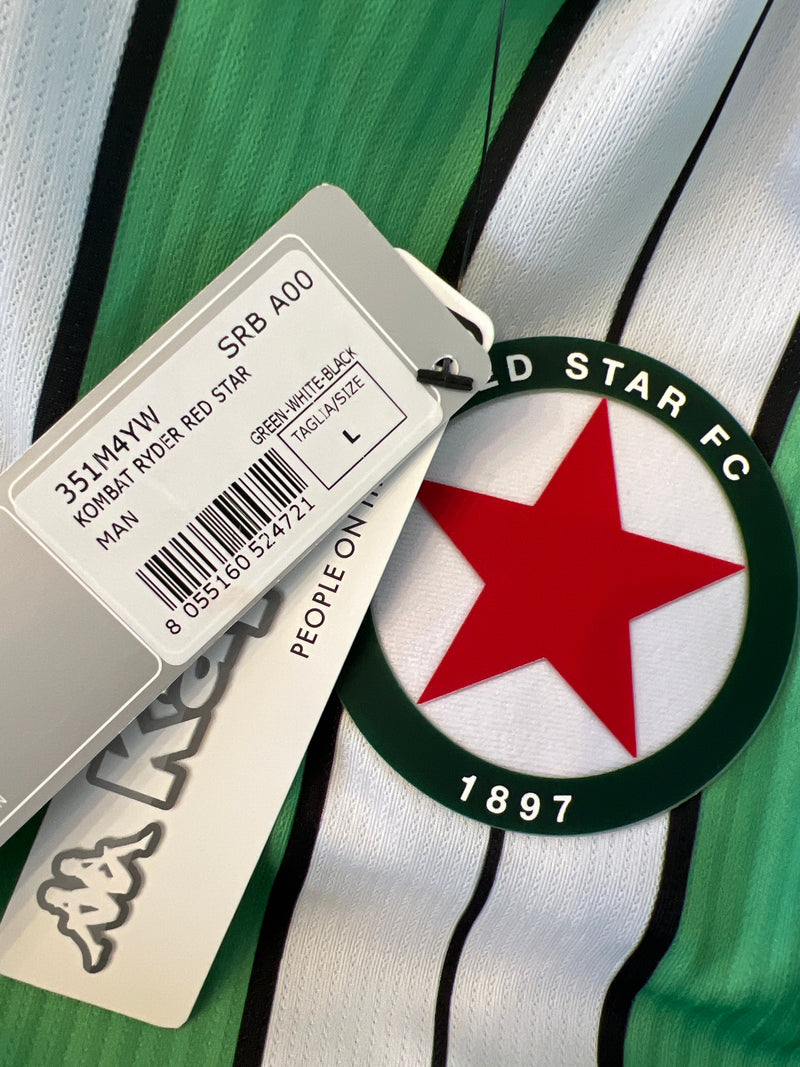 SRB A00
351M4YW
KOMBAT RYDER RED STAR
GREEN-WHITE-BLACK
MAN
TAGLIA/SIZE
L
8 055160 524721
PEOPLE ON
ED STAR FC
1897